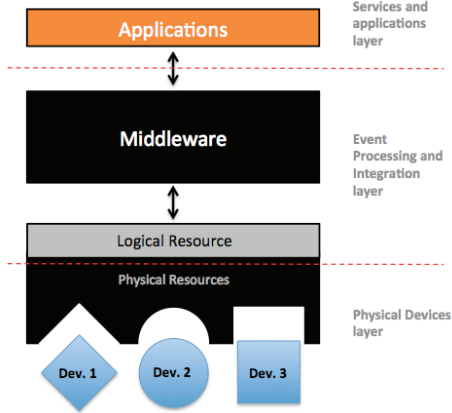 Services and
applications
layer
Applications
Middleware
Event
Processing and
Integration
layer
Logical Resource
Physical Resources
Physical Devices
layer
Dev. 1
Dev. 2
Dev. 3